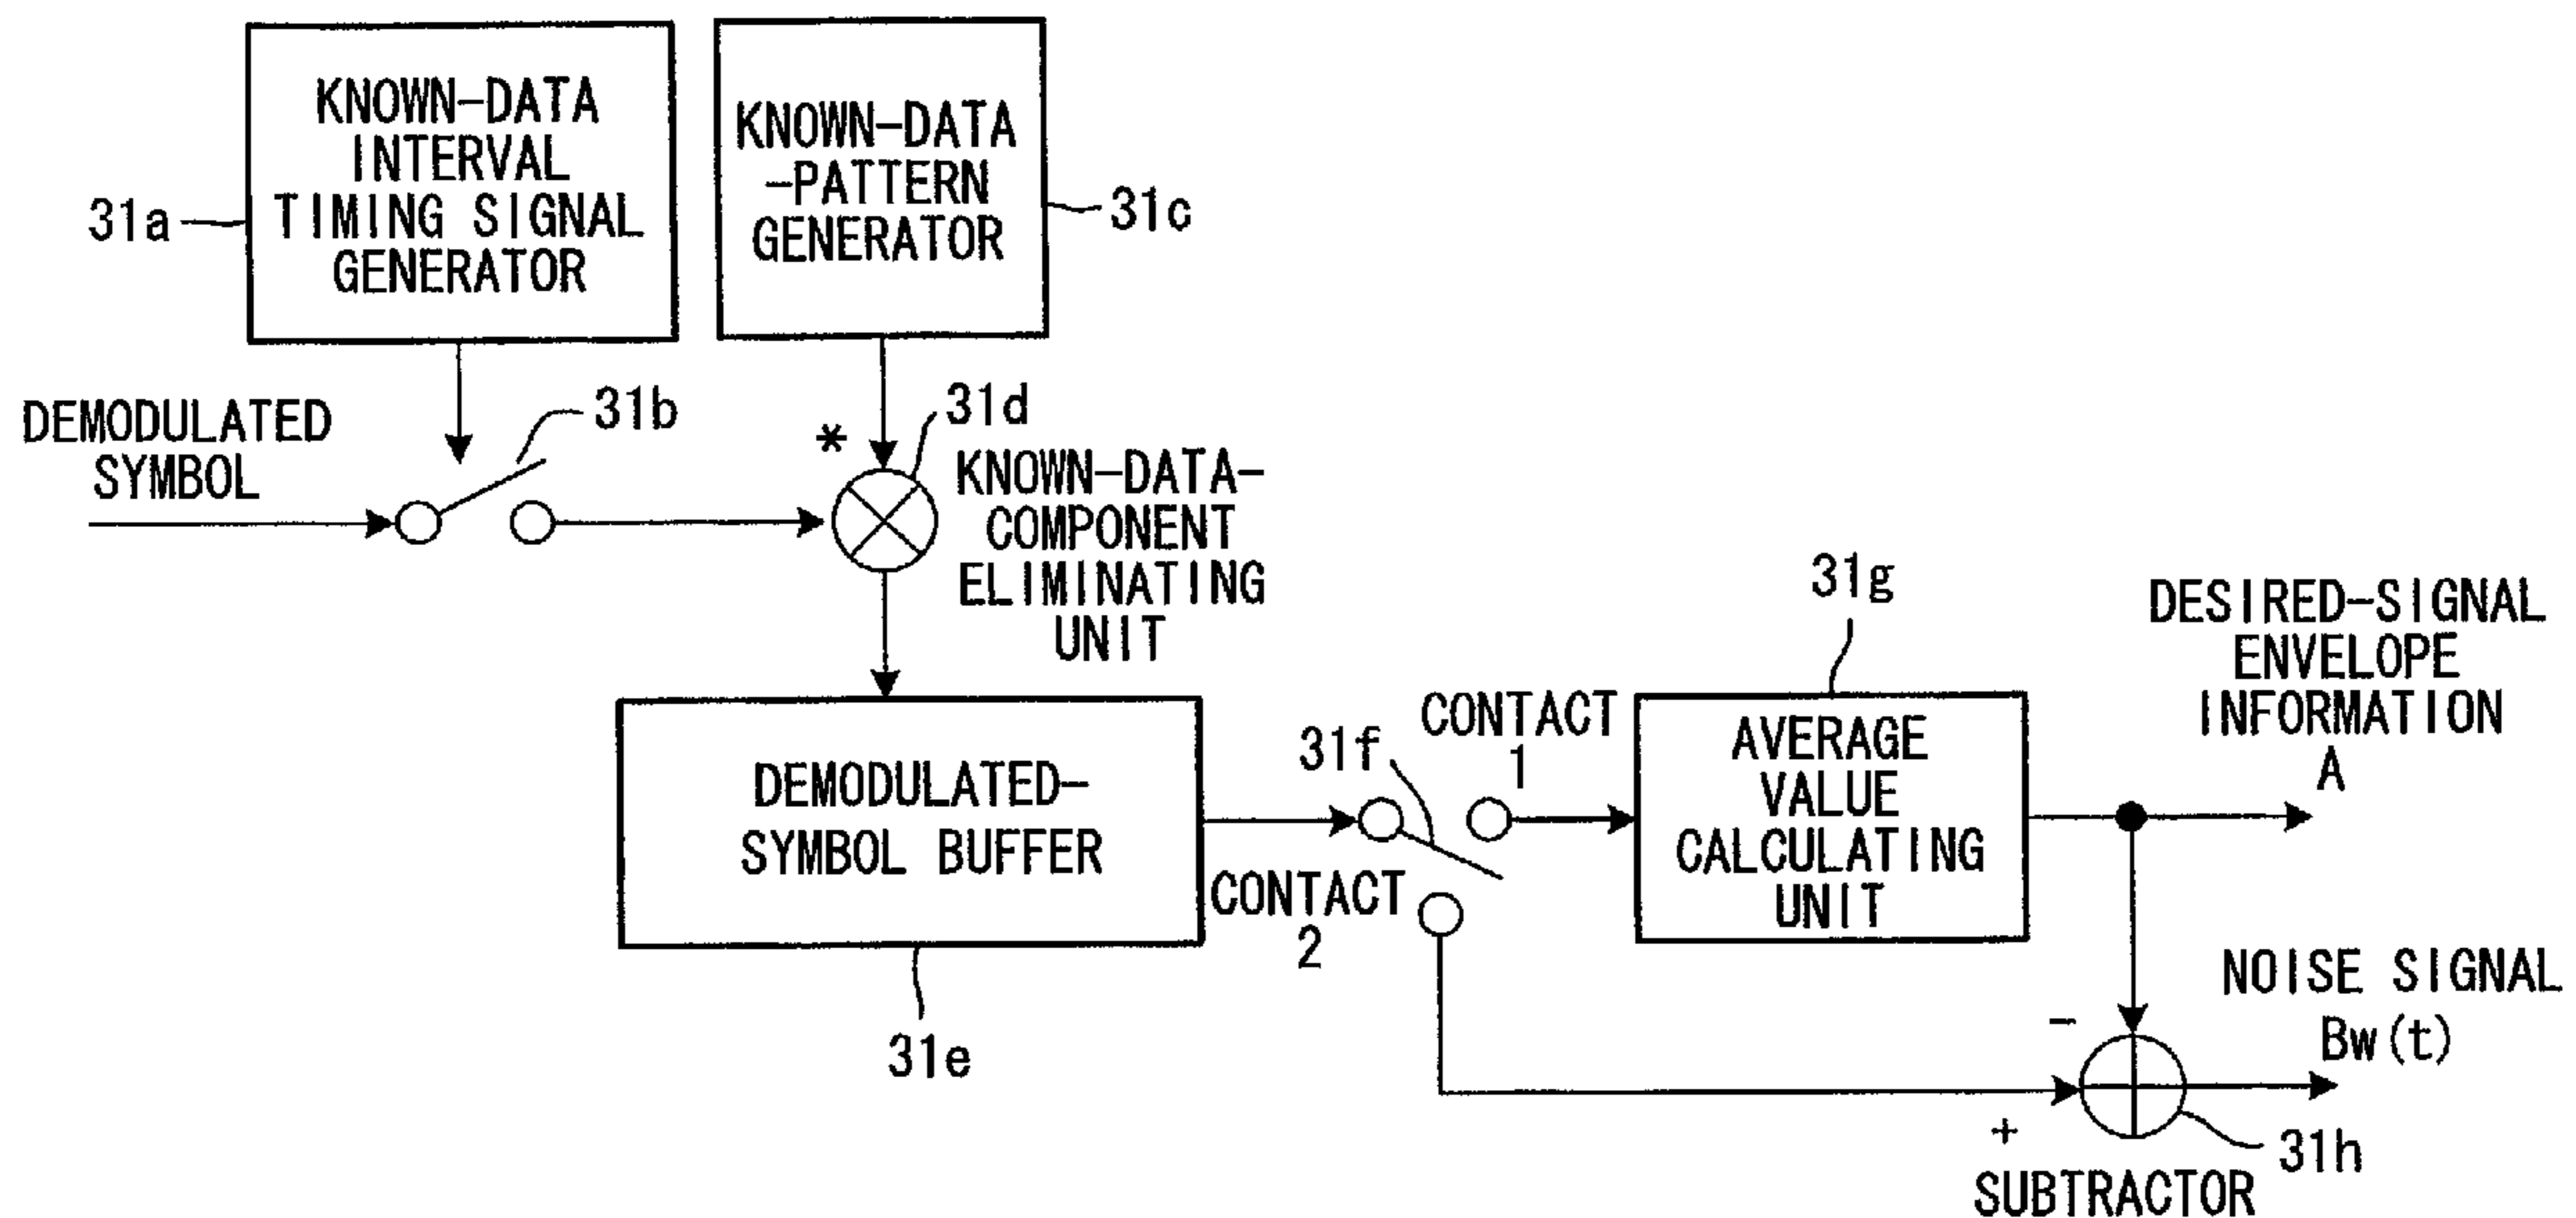 KNOWN-DATA
INTERVAL
TIMING SIGNAL
GENERATOR
31a
KNOWN-DATA
-PATTERN
GENERATOR
31c
DEMODULATED
SYMBOL
31b
*
31d
KNOWN-DATA-
COMPONENT
ELIMINATING
UNIT
DEMODULATED-
SYMBOL BUFFER
31e
31f
CONTACT
1
CONTACT
2
31g
AVERAGE
VALUE
CALCULATING
UNIT
DESIRED-SIGNAL
ENVELOPE
INFORMATION
A
NOISE SIGNAL
Bw(t)
-
+
31h
SUBTRACTOR